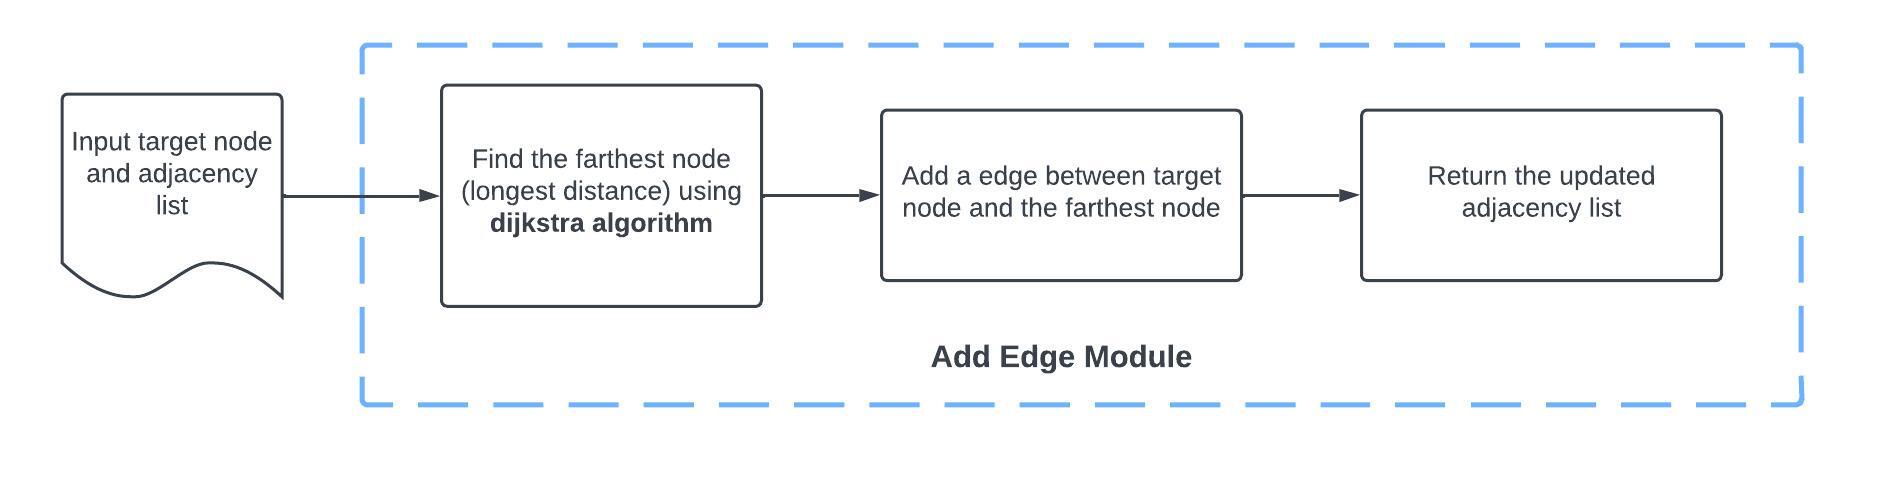 Input target node
and adjacency
list
Find the farthest node
(longest distance) using
dijkstra algorithm
Add a edge between target
node and the farthest node
Return the updated
adjacency list
Add Edge Module